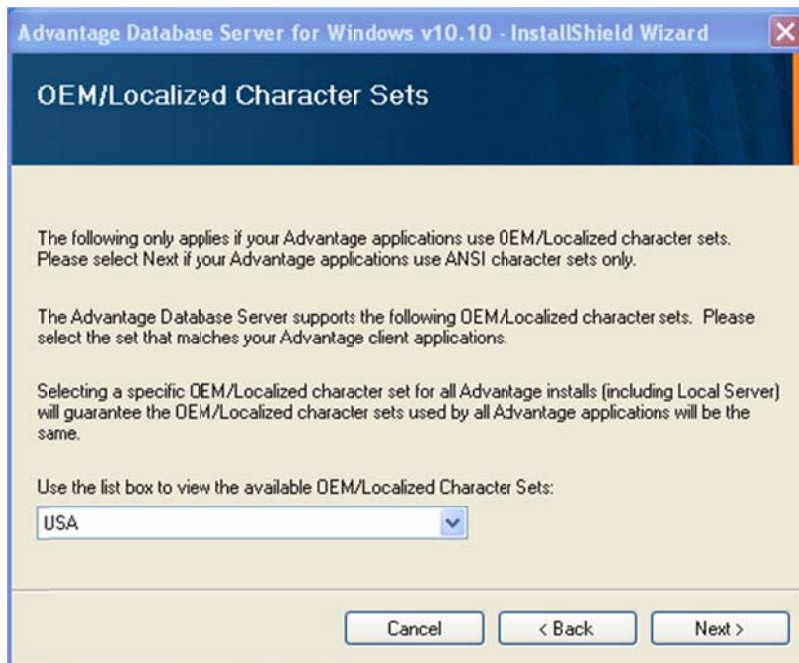 Advantage Database Server for Windows v10.10 - InstallShield Wizard
OEM/Localized Character Sets
The following only applies if your Advantage applications use OEM/Localized character sets.
Please select Next if your Advantage applications use ANSI character sets only.
The Advantage Database Server supports the following OEM/Localized character sets. Please
select the set that matches your Advantage client applications.
Selecting a specific OEM/Localized character set for all Advantage installs (including Local Server)
will guarantee the OEM/Localized character sets used by all Advantage applications will be the
same.
Use the list box to view the available OEM/Localized Character Sets:
USA
Cancel
< Back
Next >